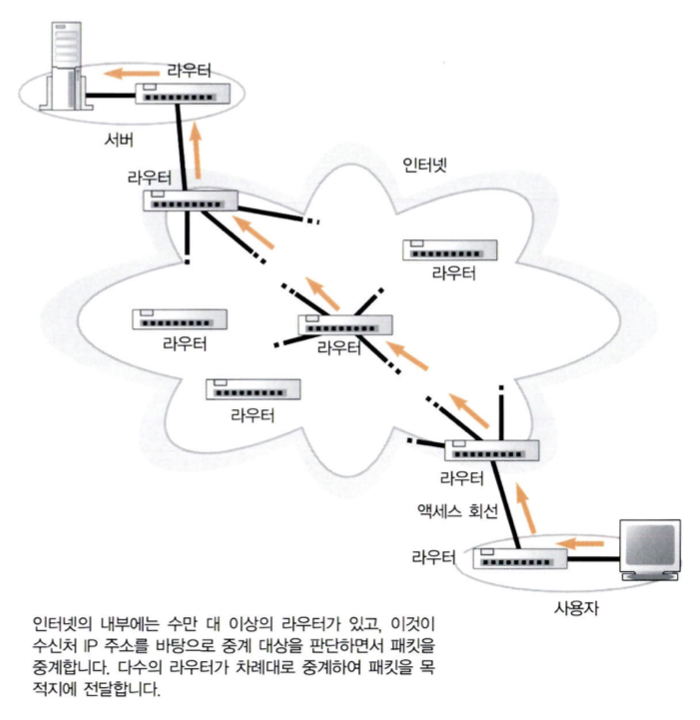 라우터
서버
라우터
인터넷
라우터
라우터
라우터
라우터
라우터
액세스 회선
라우터
사용자
인터넷의 내부에는 수만 대 이상의 라우터가 있고, 이것이
수신처 IP 주소를 바탕으로 중계 대상을 판단하면서 패킷을
중계합니다. 다수의 라우터가 차례대로 중계하여 패킷을 목
적지에 전달합니다.